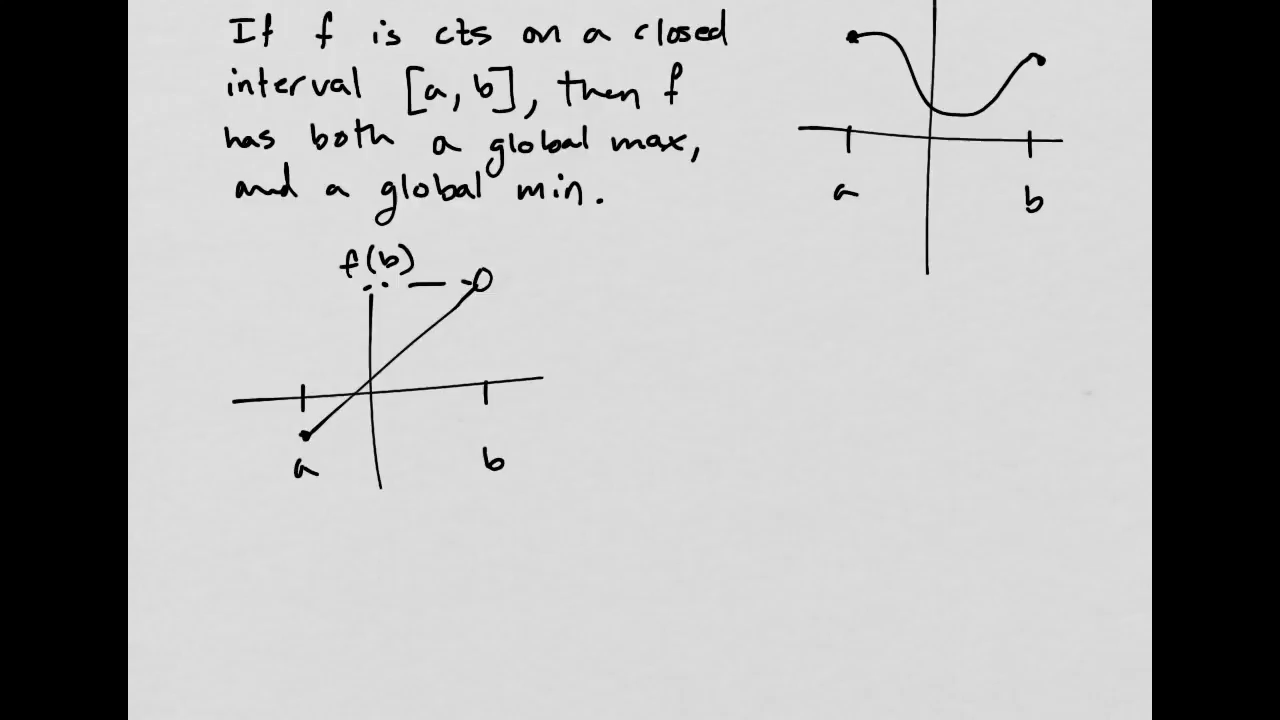 If f is cts on a closed
interval [a, b], then f
has both a global max,
and a global min.
a b
f(b)
a b